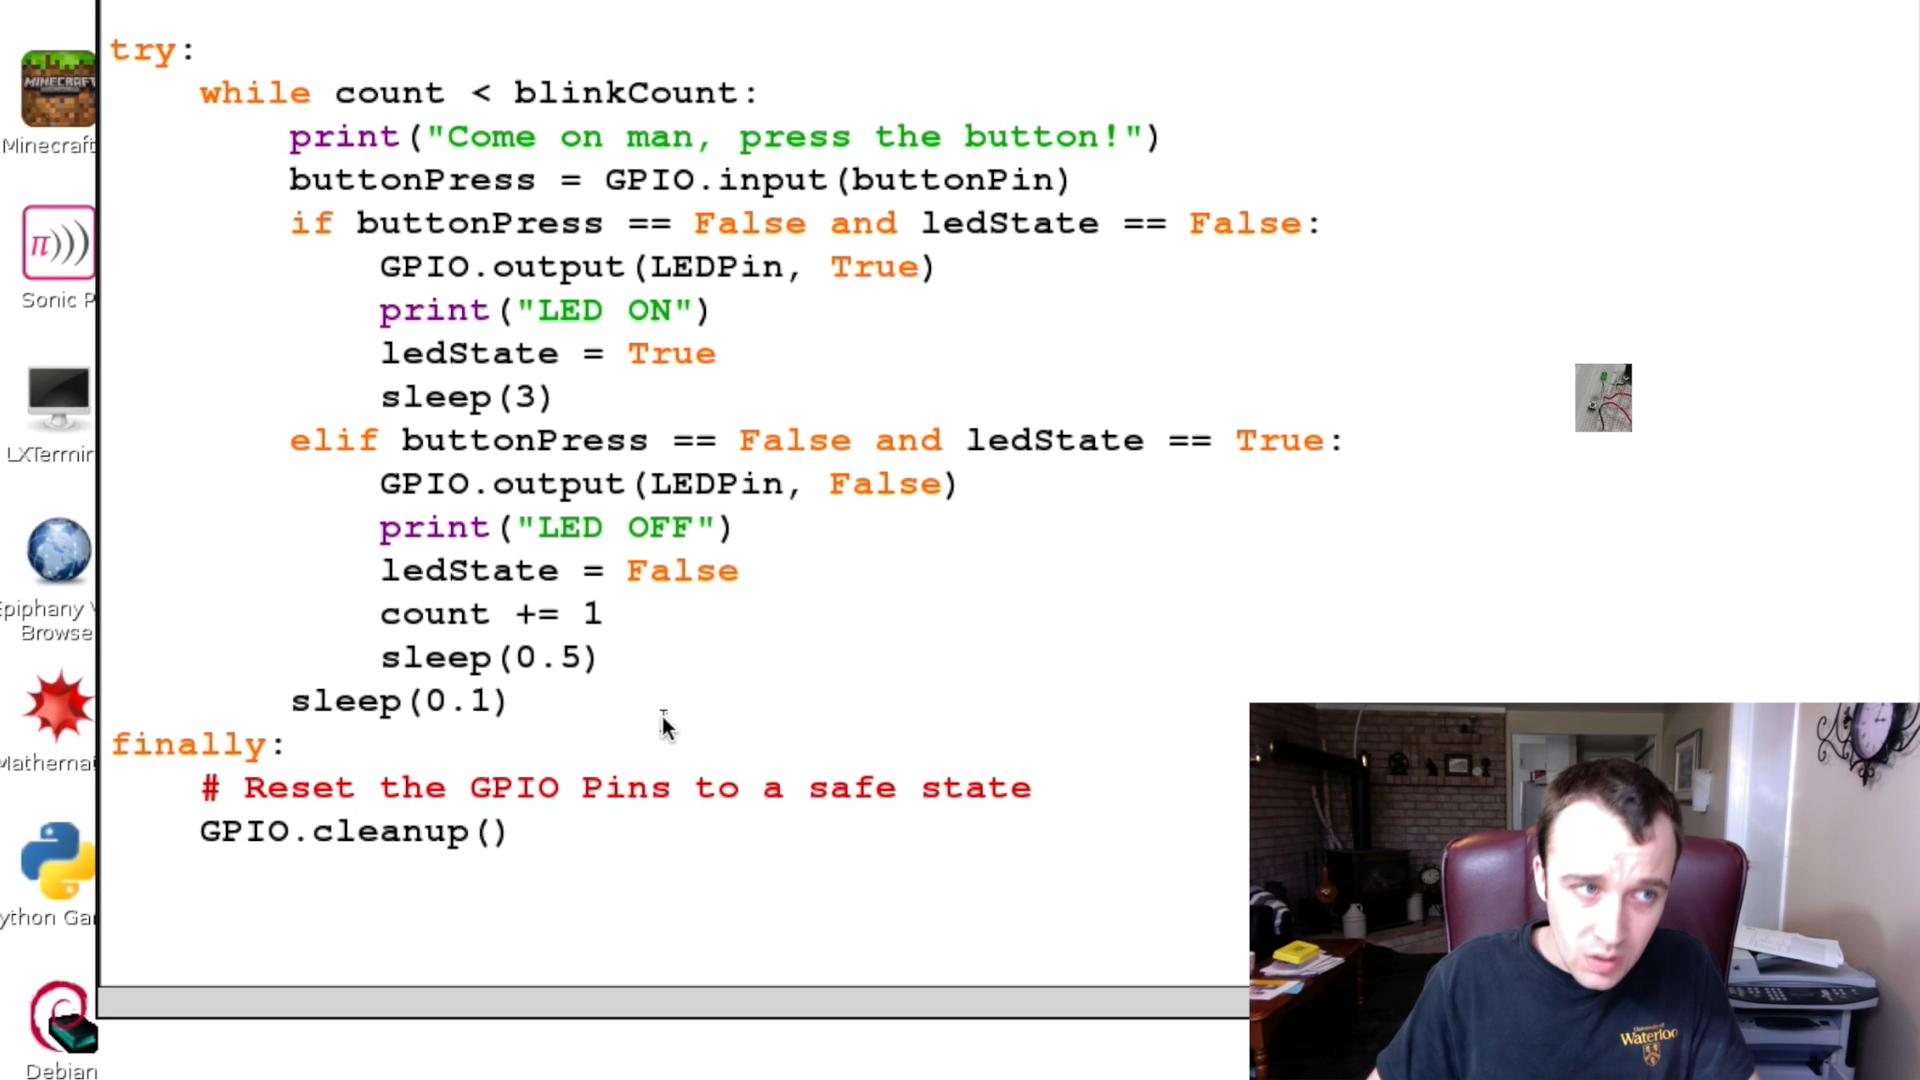 try:
while count < blinkCount:
print("Come on man, press the button!")
buttonPress = GPIO.input(buttonPin)
if buttonPress == False and ledState == False:
GPIO.output(LEDPin, True)
print("LED ON")
ledState = True
sleep(3)
elif buttonPress == False and ledState == True:
GPIO.output(LEDPin, False)
print("LED OFF")
ledState = False
count += 1
sleep(0.5)
sleep(0.1)
finally:
# Reset the GPIO Pins to a safe state
GPIO.cleanup()
MINECRAFT
Minecraft
π)))
Sonic P
LXTermin
Epiphany
Browse
Mathemat
ython Ga
Debian
Waterloo